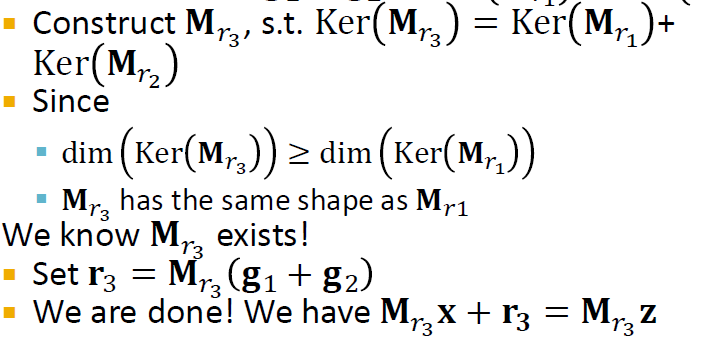 ▪ Construct 𝐌_{r_3}, s.t. Ker(𝐌_{r_3}) = Ker(𝐌_{r_1})+
Ker(𝐌_{r_2})
▪ Since
▪ dim(Ker(𝐌_{r_3})) ≥ dim(Ker(𝐌_{r_1}))
▪ 𝐌_{r_3} has the same shape as 𝐌_{r1}
We know 𝐌_{r_3} exists!
▪ Set 𝐫_3 = 𝐌_{r_3}(𝐠_1 + 𝐠_2)
▪ We are done! We have 𝐌_{r_3}𝐱 + 𝐫_3 = 𝐌_{r_3}𝐳